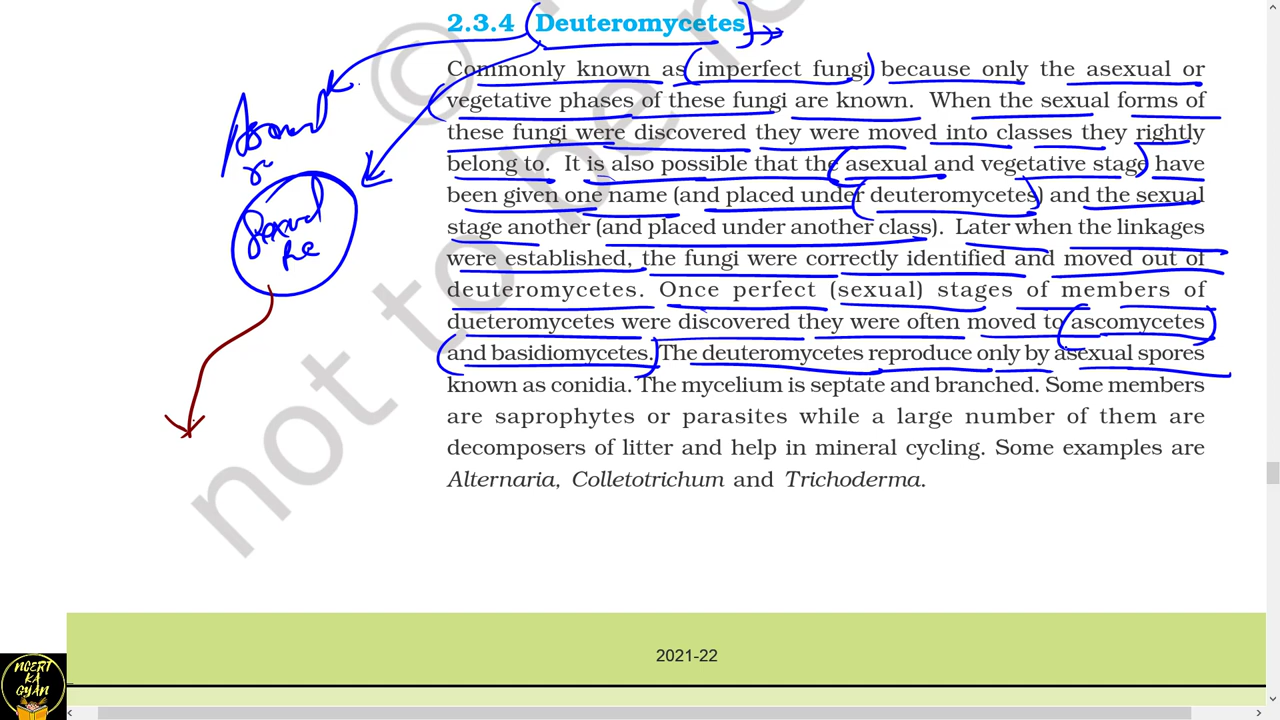 2.3.4 Deuteromycetes
Commonly known as imperfect fungi because only the asexual or
vegetative phases of these fungi are known. When the sexual forms of
these fungi were discovered they were moved into classes they rightly
belong to. It is also possible that the asexual and vegetative stage have
been given one name (and placed under deuteromycetes) and the sexual
stage another (and placed under another class). Later when the linkages
were established, the fungi were correctly identified and moved out of
deuteromycetes. Once perfect (sexual) stages of members of
dueteromycetes were discovered they were often moved to ascomycetes
and basidiomycetes. The deuteromycetes reproduce only by asexual spores
known as conidia. The mycelium is septate and branched. Some members
are saprophytes or parasites while a large number of them are
decomposers of litter and help in mineral cycling. Some examples are
Alternaria, Colletotrichum and Trichoderma.
not to be
©
2021-22
NCERT
KA
GYAN